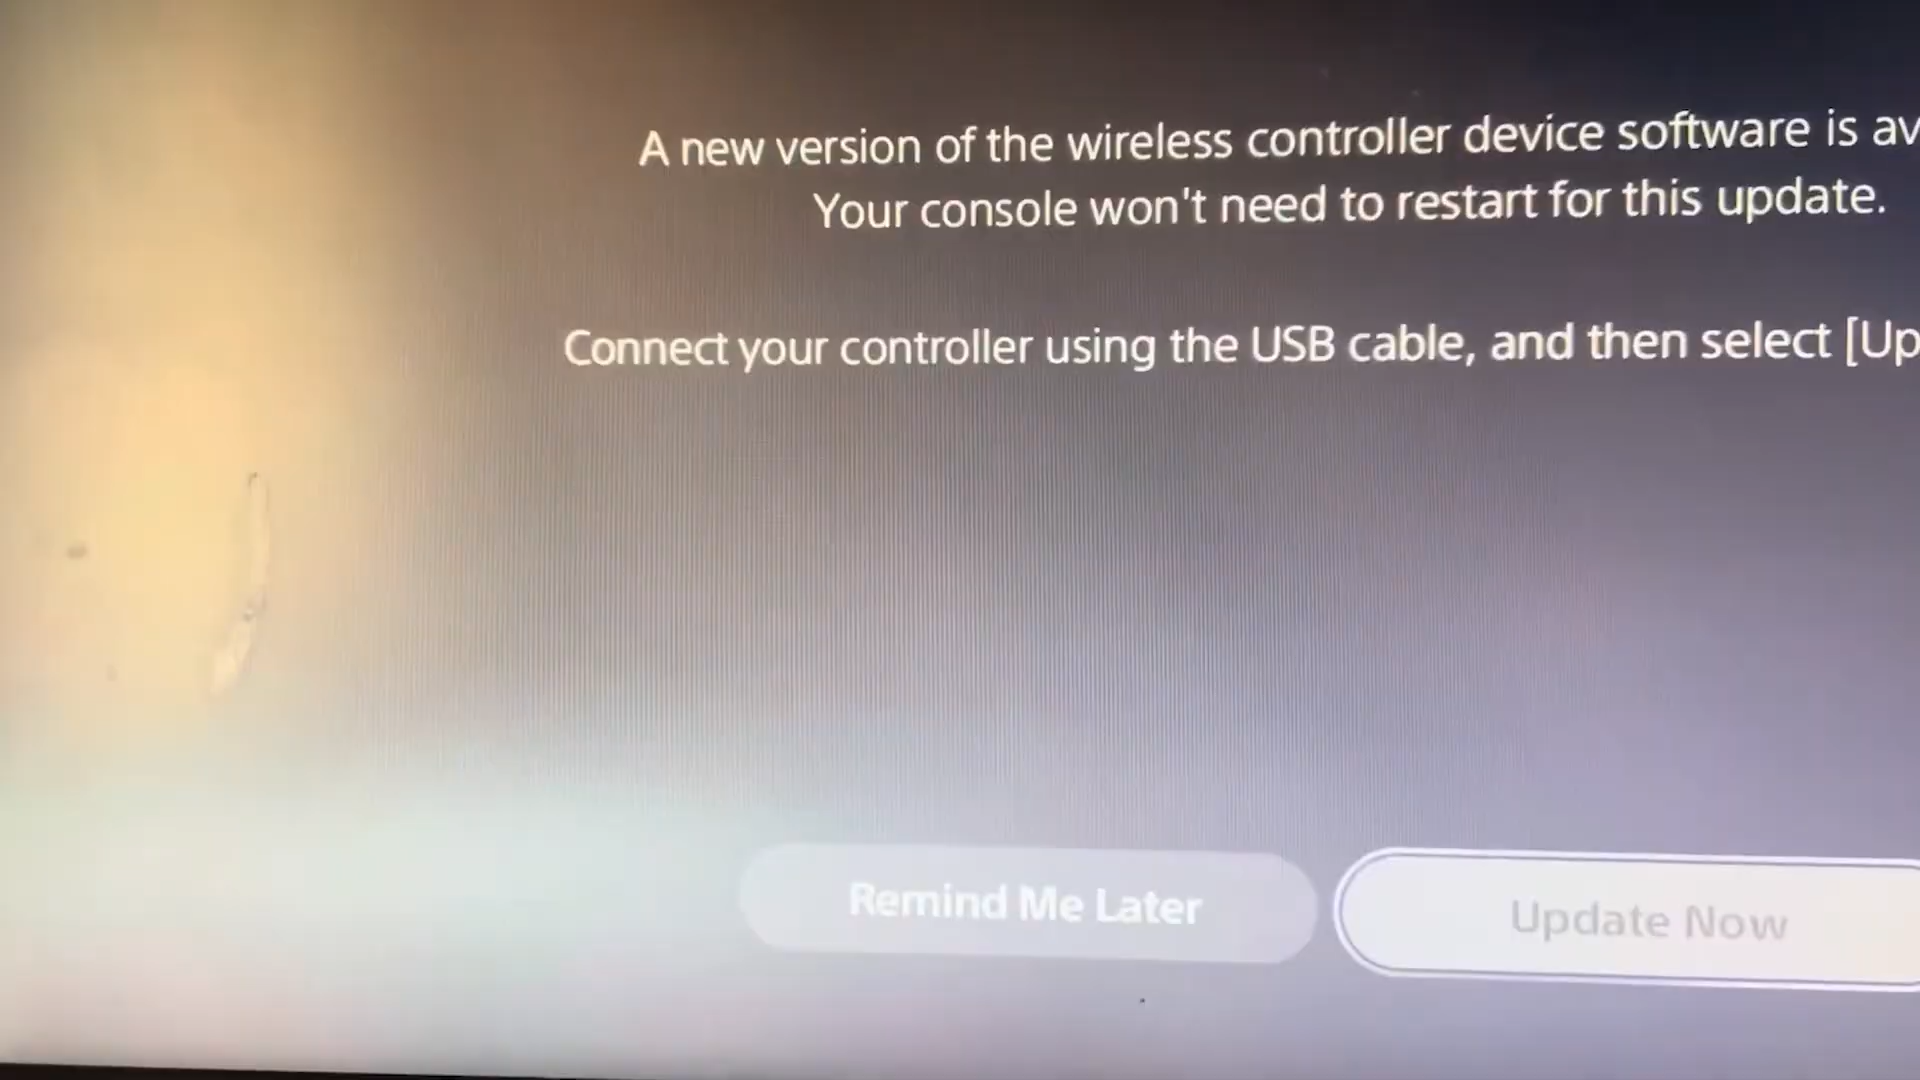 A new version of the wireless controller device software is av
Your console won't need to restart for this update.
Connect your controller using the USB cable, and then select [Up
Remind Me Later
Update Now